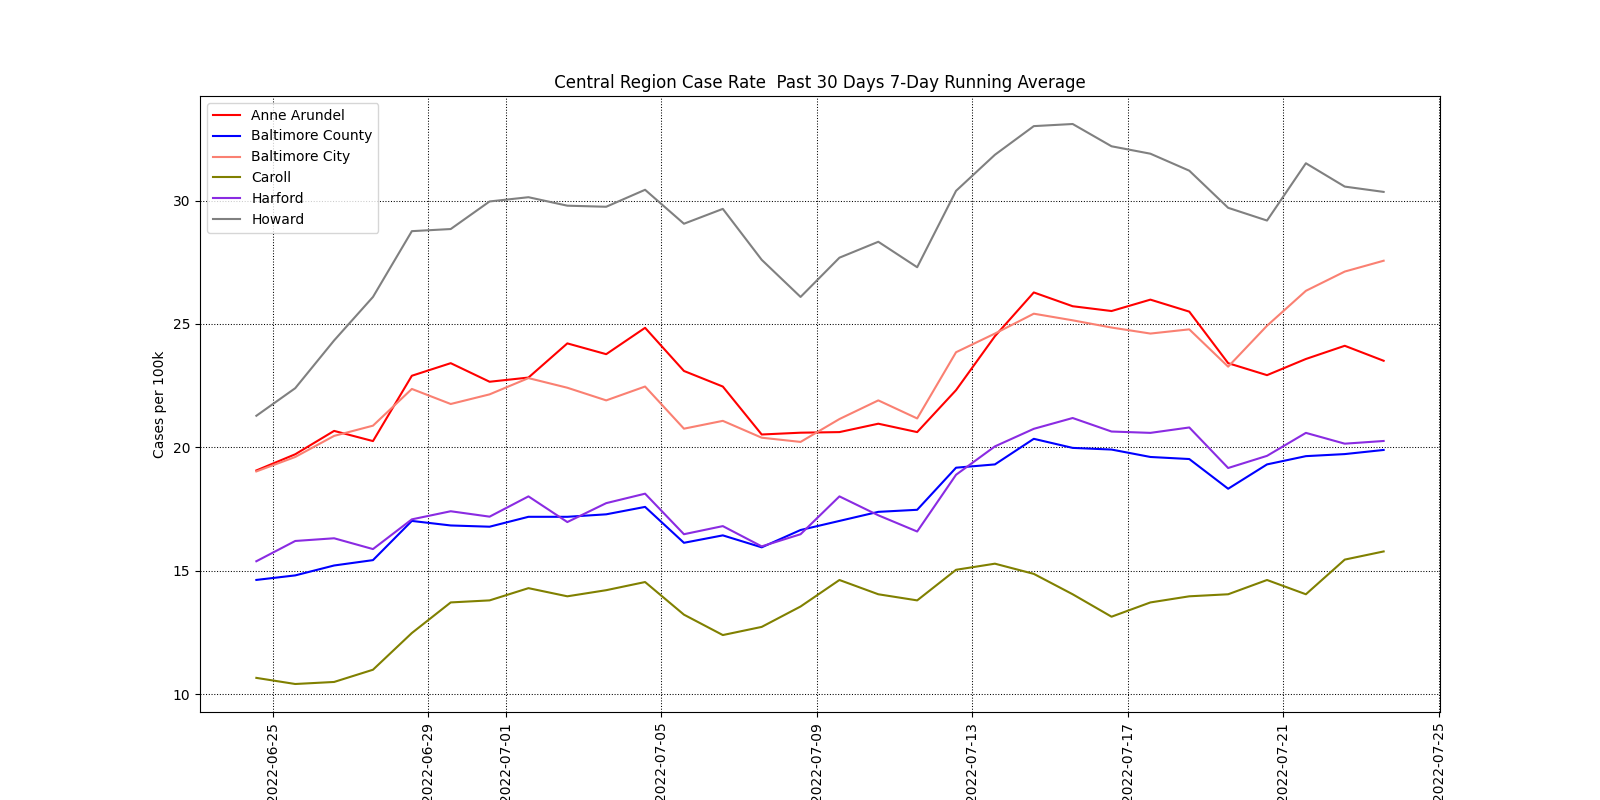 Central Region Case Rate  Past 30 Days 7-Day Running Average
Anne Arundel
Baltimore County
Baltimore City
Caroll
Harford
Howard
Cases per 100k
30
25
20
15
10
2022-06-25
2022-06-29
2022-07-01
2022-07-05
2022-07-09
2022-07-13
2022-07-17
2022-07-21
2022-07-25